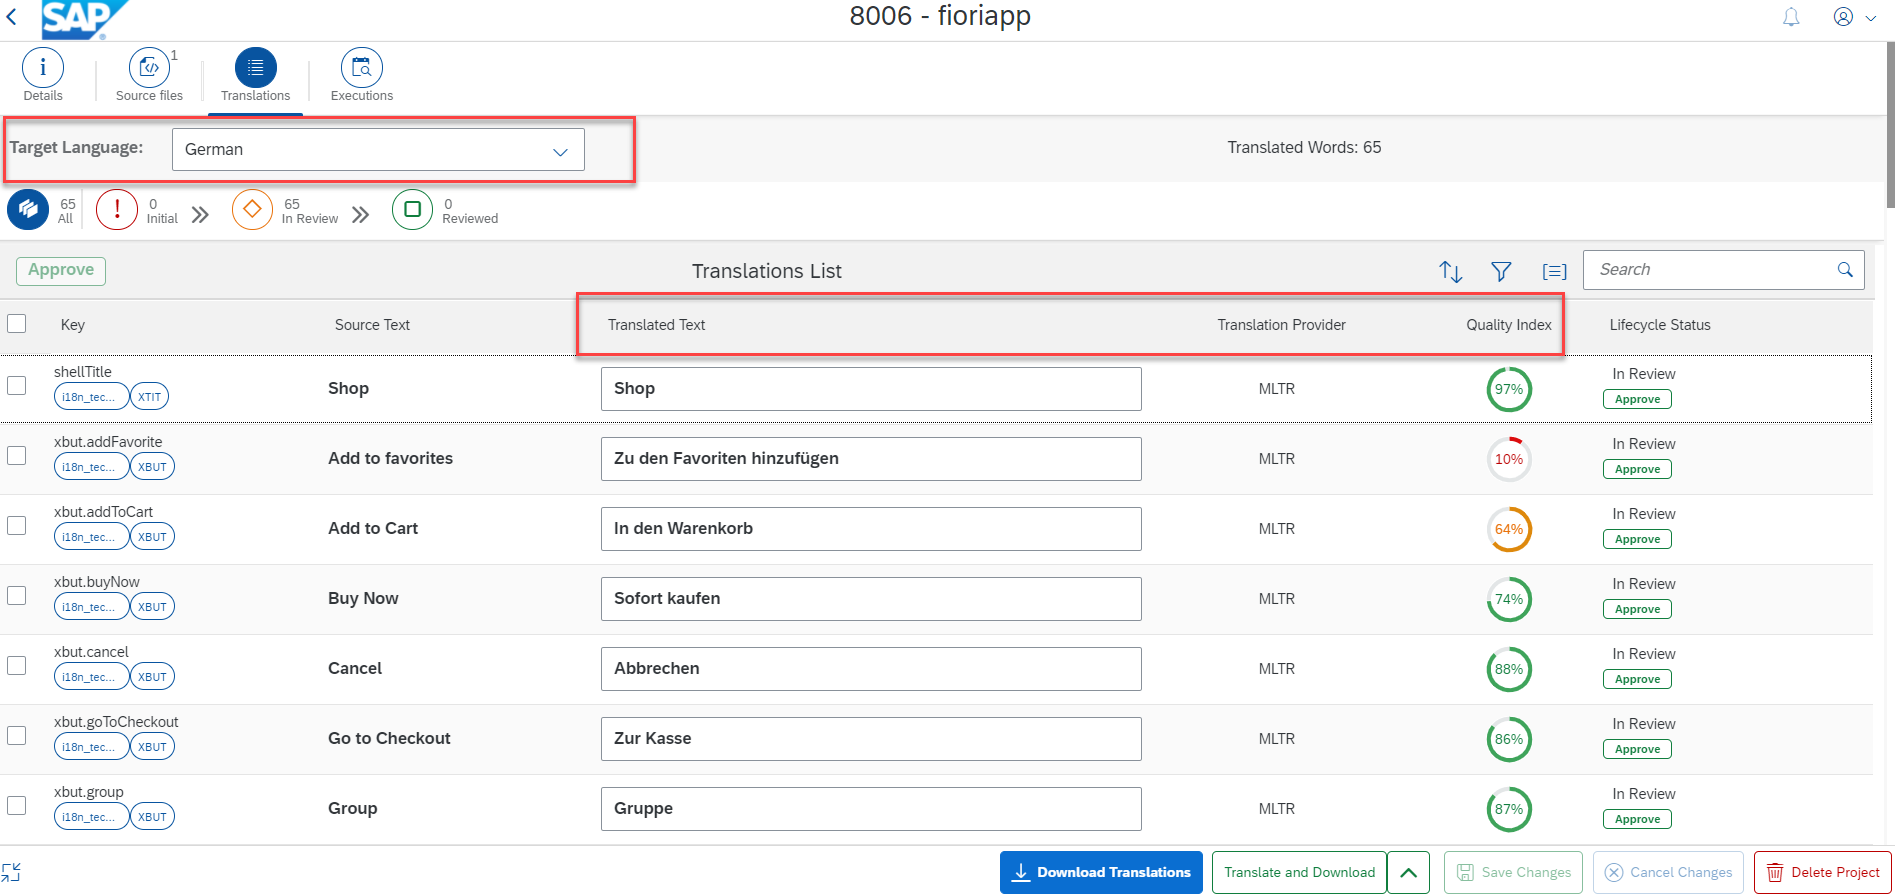 SAP
8006 - fioriapp
Details
Source files
1
Translations
Executions
Target Language:
German
Translated Words: 65
65
All
0
Initial
65
In Review
0
Reviewed
Approve
Translations List
Search
Key
Source Text
Translated Text
Translation Provider
Quality Index
Lifecycle Status
shellTitle
i18n_tec...
XTIT
Shop
Shop
MLTR
97%
In Review
Approve
xbut.addFavorite
i18n_tec...
XBUT
Add to favorites
Zu den Favoriten hinzufügen
MLTR
10%
In Review
Approve
xbut.addToCart
i18n_tec...
XBUT
Add to Cart
In den Warenkorb
MLTR
64%
In Review
Approve
xbut.buyNow
i18n_tec...
XBUT
Buy Now
Sofort kaufen
MLTR
74%
In Review
Approve
xbut.cancel
i18n_tec...
XBUT
Cancel
Abbrechen
MLTR
88%
In Review
Approve
xbut.goToCheckout
i18n_tec...
XBUT
Go to Checkout
Zur Kasse
MLTR
86%
In Review
Approve
xbut.group
i18n_tec...
XBUT
Group
Gruppe
MLTR
87%
In Review
Approve
Download Translations
Translate and Download
Save Changes
Cancel Changes
Delete Project